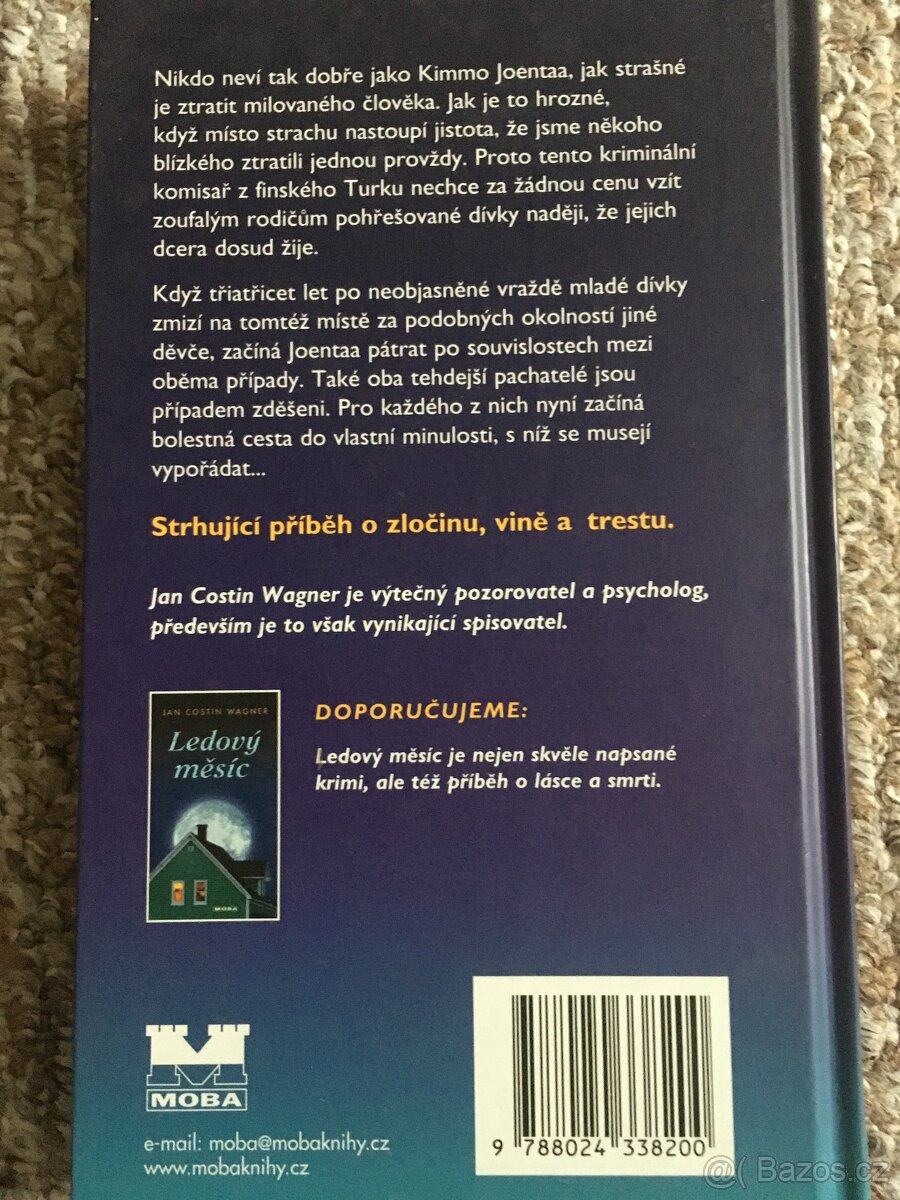 Nikdo neví tak dobře jako Kimmo Joentaa, jak strašné
je ztratit milovaného člověka. Jak je to hrozné,
když místo strachu nastoupí jistota, že jsme někoho
blízkého ztratili jednou provždy. Proto tento kriminální
komisař z finského Turku nechce za žádnou cenu vzít
zoufalým rodičům pohřešované dívky naději, že jejich
dcera dosud žije.
Když třiatřicet let po neobjasněné vraždě mladé dívky
zmizí na tomtéž místě za podobných okolností jiné
děvče, začíná Joentaa pátrat po souvislostech mezi
oběma případy. Také oba tehdejší pachatelé jsou
případem zděšeni. Pro každého z nich nyní začíná
bolestná cesta do vlastní minulosti, s níž se musejí
vypořádat...
Strhující příběh o zločinu, vině a trestu.
Jan Costin Wagner je výtečný pozorovatel a psycholog,
především je to však vynikající spisovatel.
JAN COSTIN WAGNER
Ledový
měsíc
MOBA
DOPORUČUJEME:
Ledový měsíc je nejen skvěle napsané
krimi, ale též příběh o lásce a smrti.
MOBA
e-mail: moba@mobaknihy.cz
www.mobaknihy.cz
9 788024 338200
@( Bazos.cz